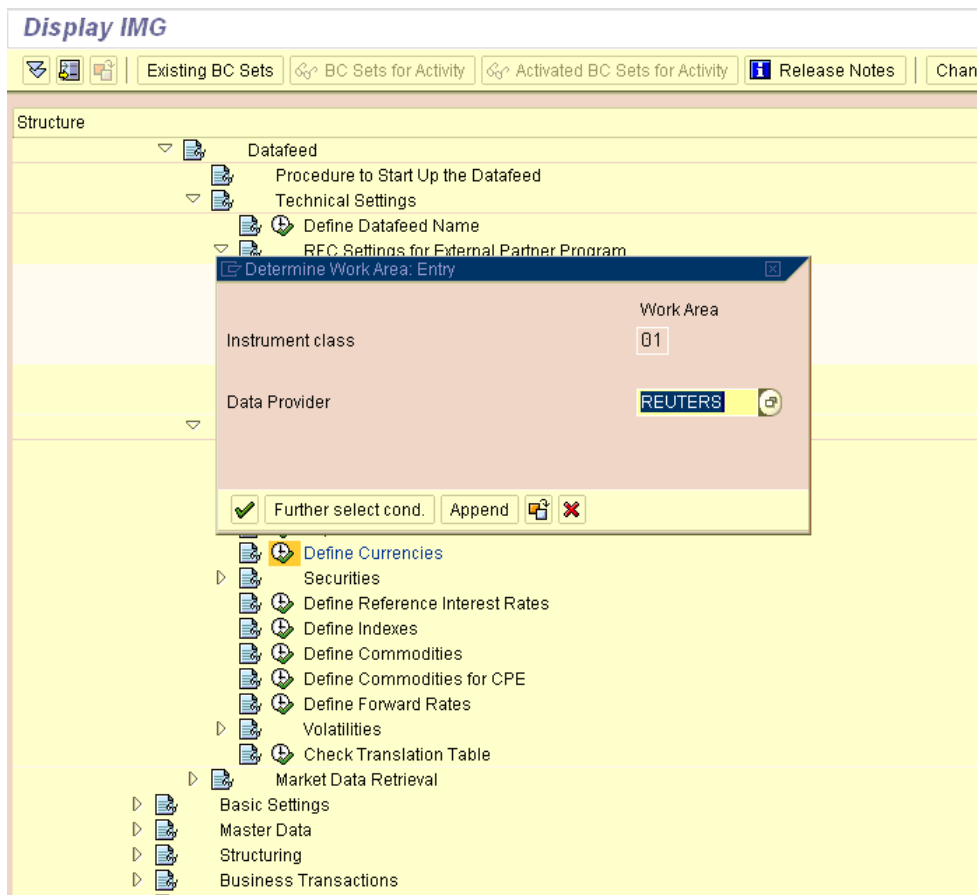 Display IMG
Existing BC Sets BC Sets for Activity Activated BC Sets for Activity Release Notes Chan
Structure
Datafeed
Procedure to Start Up the Datafeed
Technical Settings
Define Datafeed Name
RFC Settings for External Partner Program
Determine Work Area: Entry
Work Area
Instrument class 01
Data Provider REUTERS
Further select cond. Append
Define Currencies
Securities
Define Reference Interest Rates
Define Indexes
Define Commodities
Define Commodities for CPE
Define Forward Rates
Volatilities
Check Translation Table
Market Data Retrieval
Basic Settings
Master Data
Structuring
Business Transactions